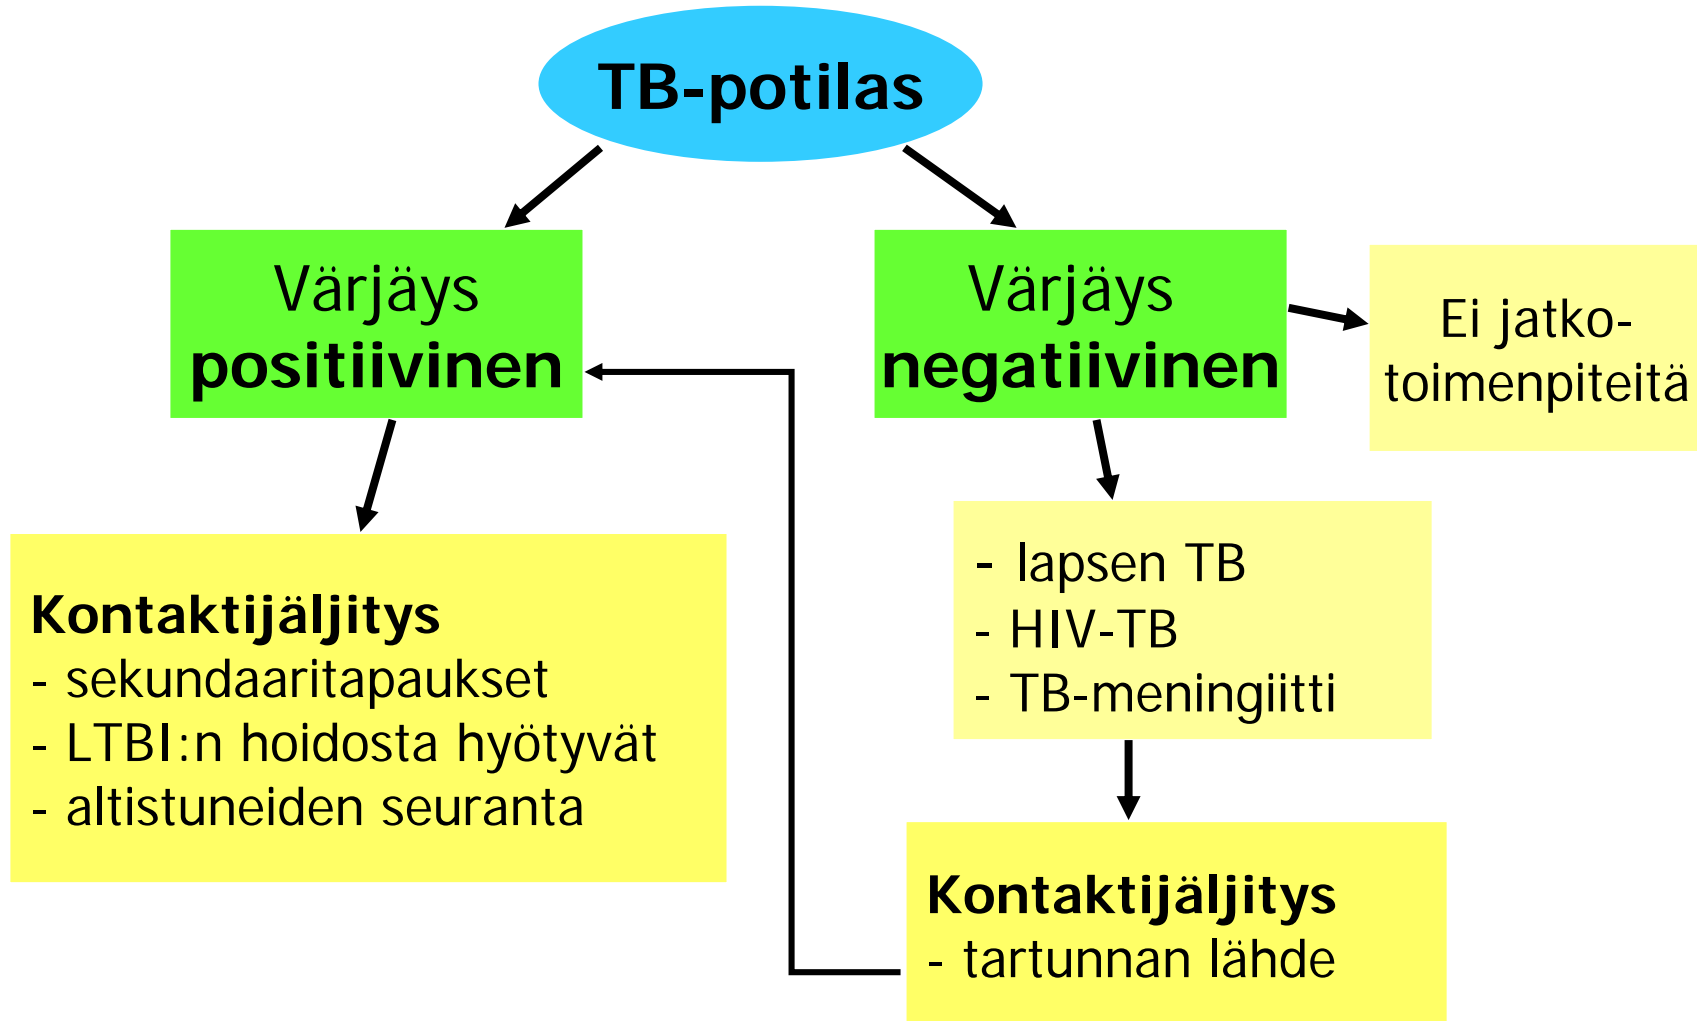 TB-potilas
Värjäys
positiivinen
Värjäys
negatiivinen
Ei jatko-
toimenpiteitä
Kontaktijäljitys
- sekundaaritapaukset
- LTBI:n hoidosta hyötyvät
- altistuneiden seuranta
- lapsen TB
- HIV-TB
- TB-meningiitti
Kontaktijäljitys
- tartunnan lähde